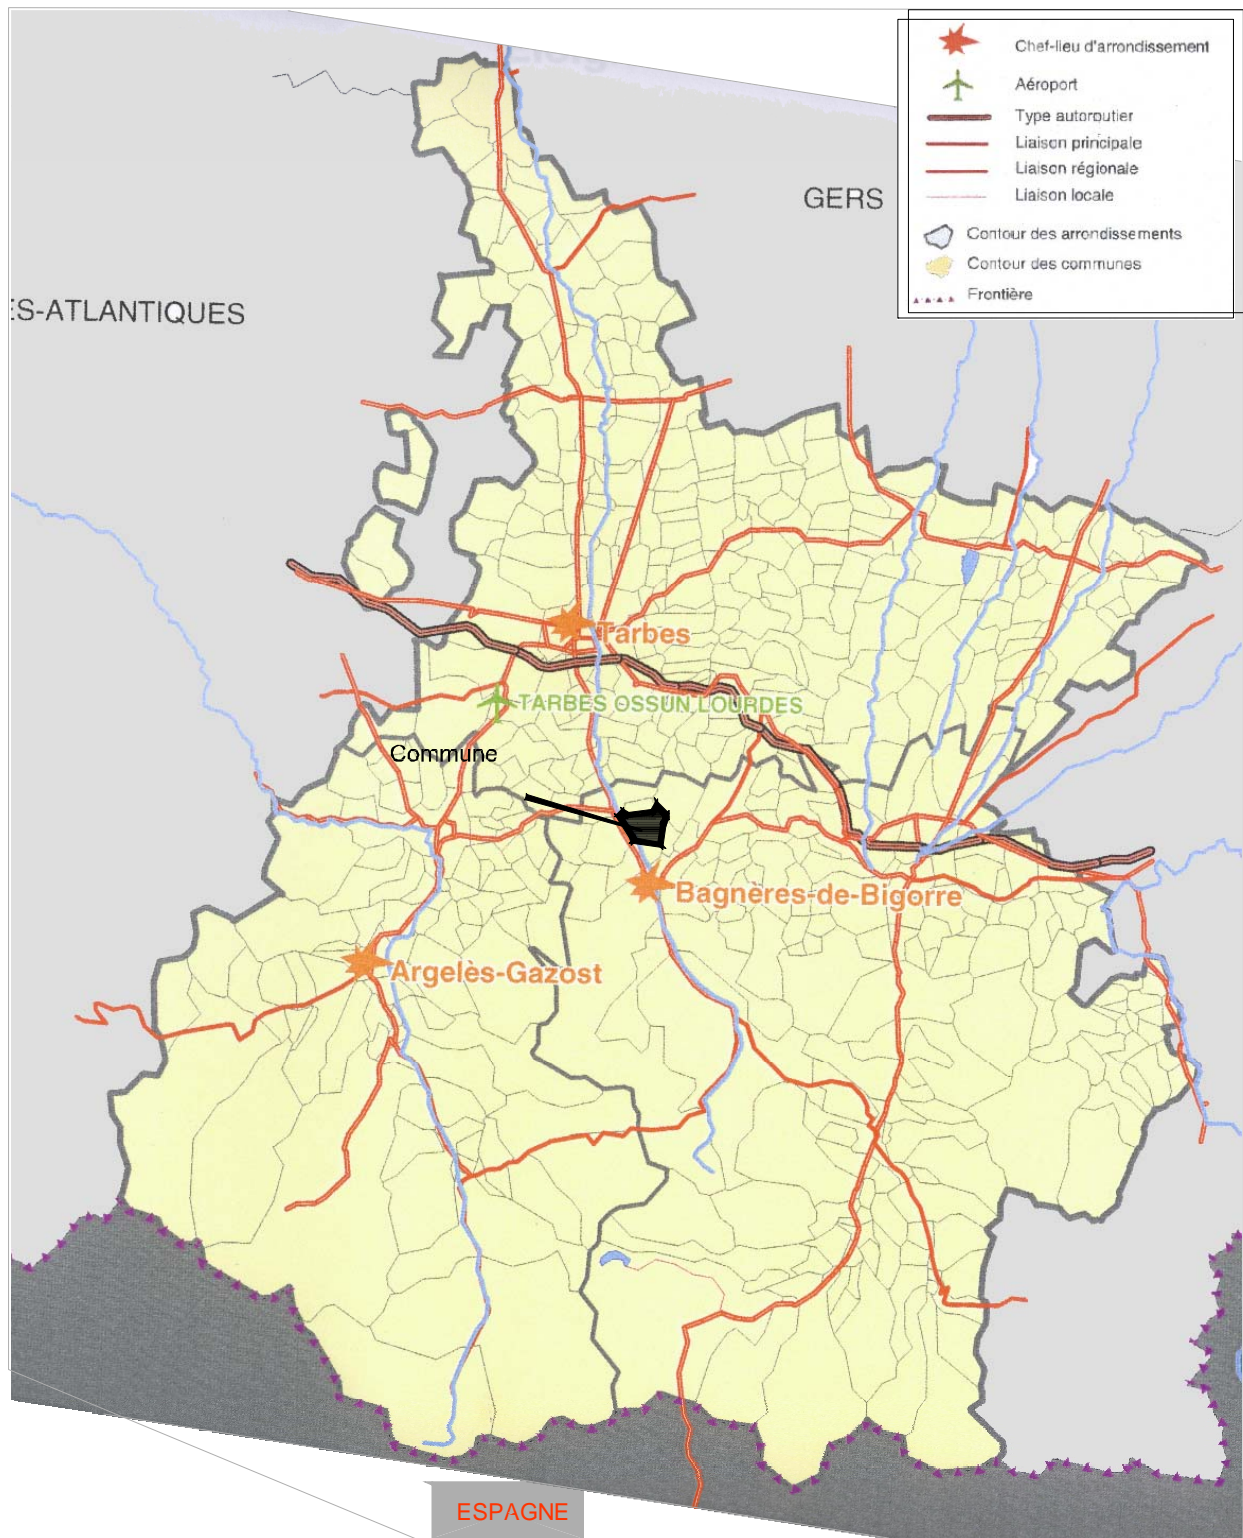 Chef-lieu d'arrondissement
Aéroport
Type autoroutier
Liaison principale
Liaison régionale
Liaison locale
Contour des arrondissements
Contour des communes
Frontière
GERS
ES-ATLANTIQUES
Tarbes
TARBES OSSUN LOURDES
Commune
Bagnères-de-Bigorre
Argelès-Gazost
ESPAGNE